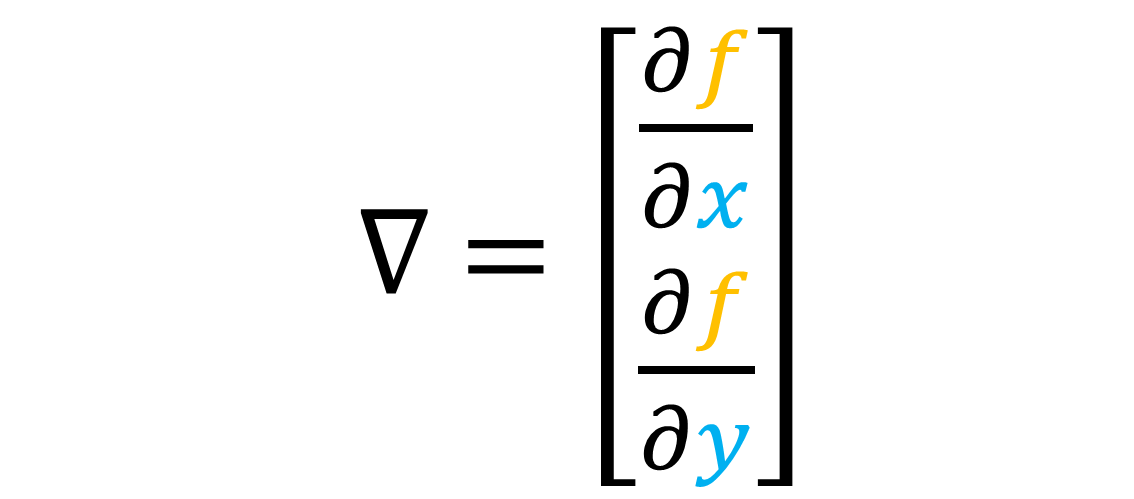 ∇ = [∂f/∂x
∂f/∂y]